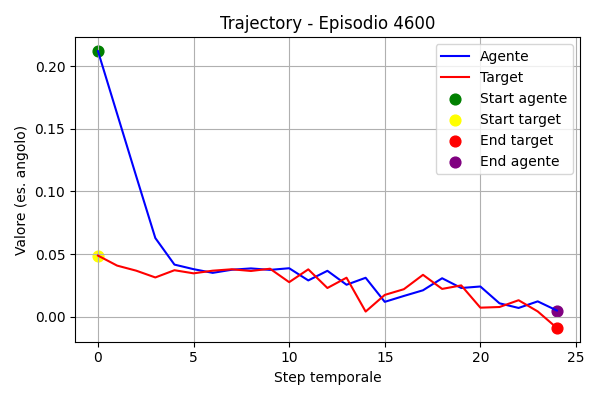 Trajectory - Episodio 4600
Valore (es. angolo)
0.20
0.15
0.10
0.05
0.00
Agente
Target
Start agente
Start target
End target
End agente
0 5 10 15 20 25
Step temporale